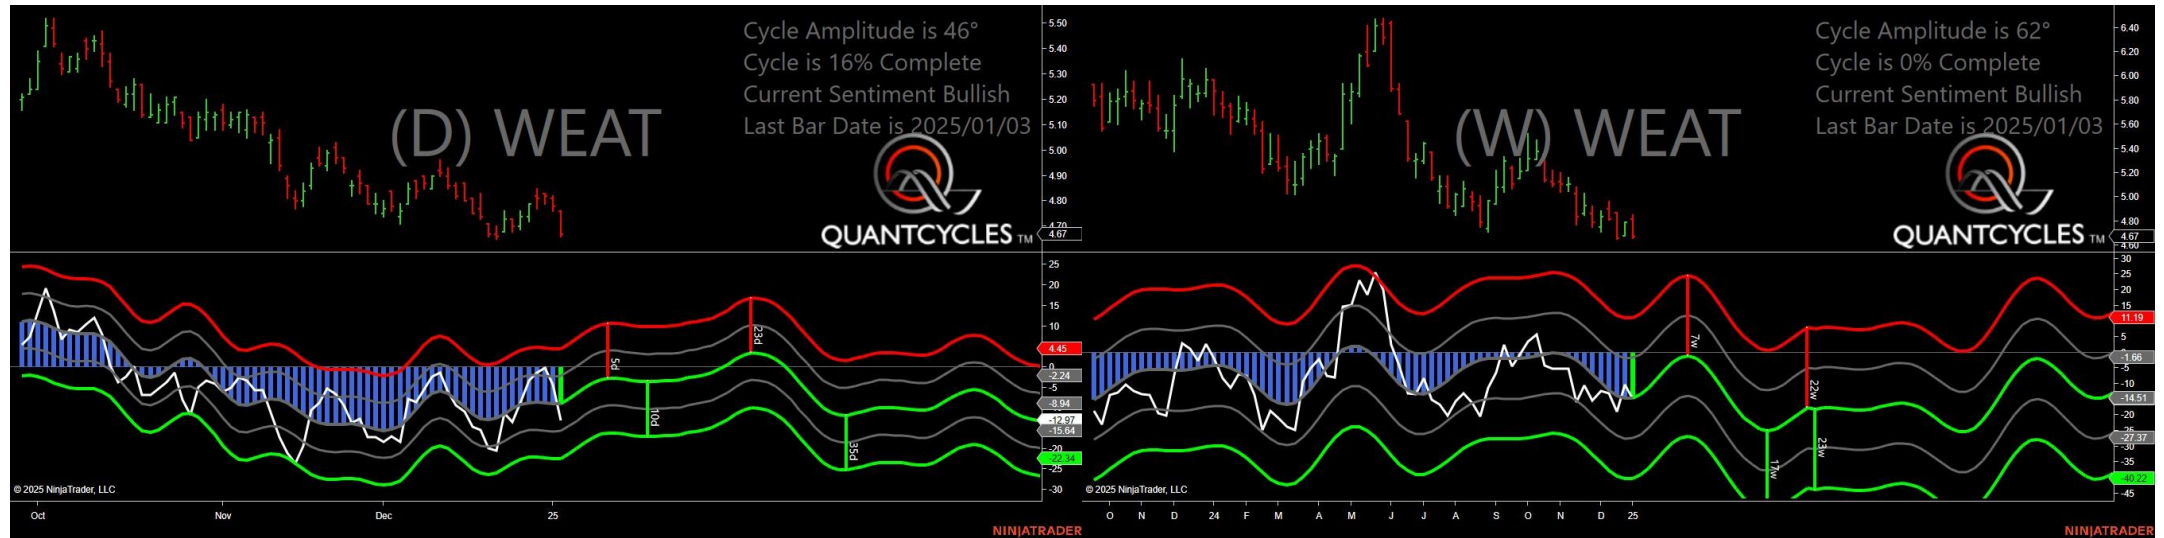 Cycle Amplitude is 46°
Cycle is 16% Complete
Current Sentiment Bullish
Last Bar Date is 2025/01/03
(D) WEAT
QUANTCYCLES TM
5.50
5.40
5.30
5.20
5.10
5.00
4.90
4.80
4.70
4.67
25
20
15
10
4.45
0
-2.24
-5
-8.94
-12.97
-15.64
-20
-22.34
-25
-30
5d
10d
23d
35d
© 2025 NinjaTrader, LLC
Oct
Nov
Dec
25
NINJATRADER
Cycle Amplitude is 62°
Cycle is 0% Complete
Current Sentiment Bullish
Last Bar Date is 2025/01/03
(W) WEAT
QUANTCYCLES TM
6.40
6.20
6.00
5.80
5.60
5.40
5.20
5.00
4.80
4.67
4.60
30
25
20
15
11.19
5
-1.66
-5
-10
-14.51
-20
-25
-27.37
-30
-35
-40.22
-45
7w
17w
22w
23w
© 2025 NinjaTrader, LLC
O
N
D
24
F
M
A
M
J
J
A
S
O
N
D
25
NINJATRADER